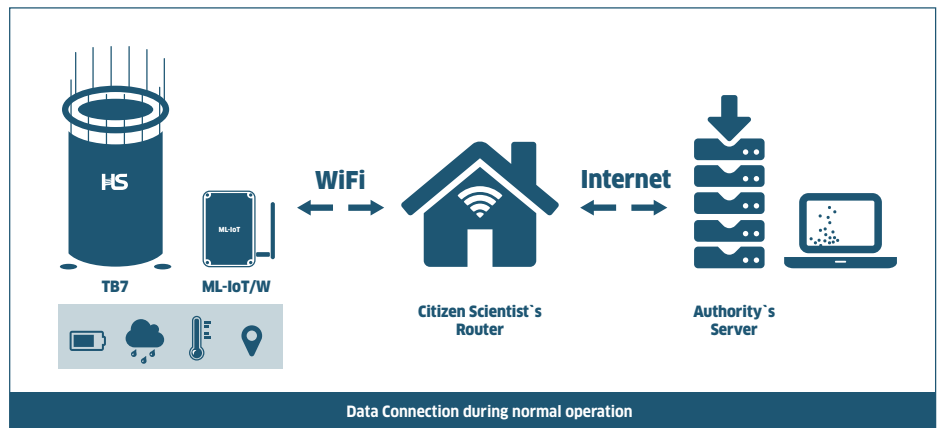 HS
ML-IoT
TB7
ML-IoT/W
WiFi
Citizen Scientist`s
Router
Internet
Authority`s
Server
Data Connection during normal operation